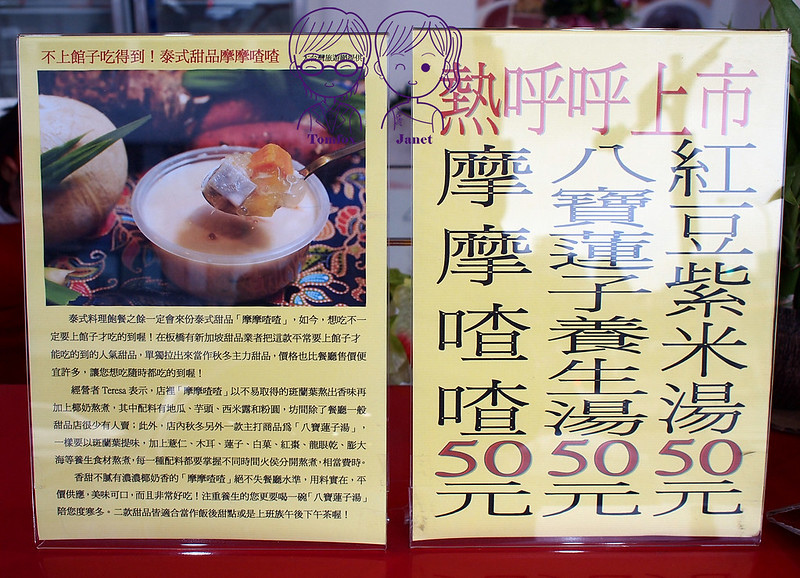 不上館子吃得到！泰式甜品摩摩喳喳
泰式料理飽餐之餘一定會來份泰式甜品「摩摩喳喳」，如今，想吃不一
定要上館才吃的到喔！在板橋有新加坡甜品業者把這款不常要上館子才
能吃的到的人氣甜品，單獨拉出來當作秋冬主力甜品，價格也比餐廳售價便
宜許多，讓您想吃隨時都吃的到喔！
經營者Teresa表示，店裡「摩摩喳喳」以不易取得的斑蘭葉熬出香味再
加上椰奶熬煮，其中配料有地瓜、芋頭、西米露和粉圓，坊間除了餐廳一般
甜品店很少有人賣；此外，店內秋冬另外一款主打商品為「八寶蓮子湯」，
一樣要以斑蘭葉提味，加上薏仁、木耳、蓮子、白菓、紅棗、龍眼乾、膨大
海等養生食材熬煮，每一種配料都要掌握不同時間火侯分開熬煮，相當費時。
香甜不膩有濃濃椰奶香的「摩摩喳喳」絕不失餐廳水準，用料實在，平
價供應，美味可口，而且非常好吃！注重養生的您更要喝一碗「八寶蓮子湯」
陪您度寒冬。二款甜品皆適合當作飯後甜點或是上班族午後下午茶喔！
Janet
熱呼呼上市
紅豆紫米湯50元
八寶蓮子養生湯50元
摩摩喳喳50元